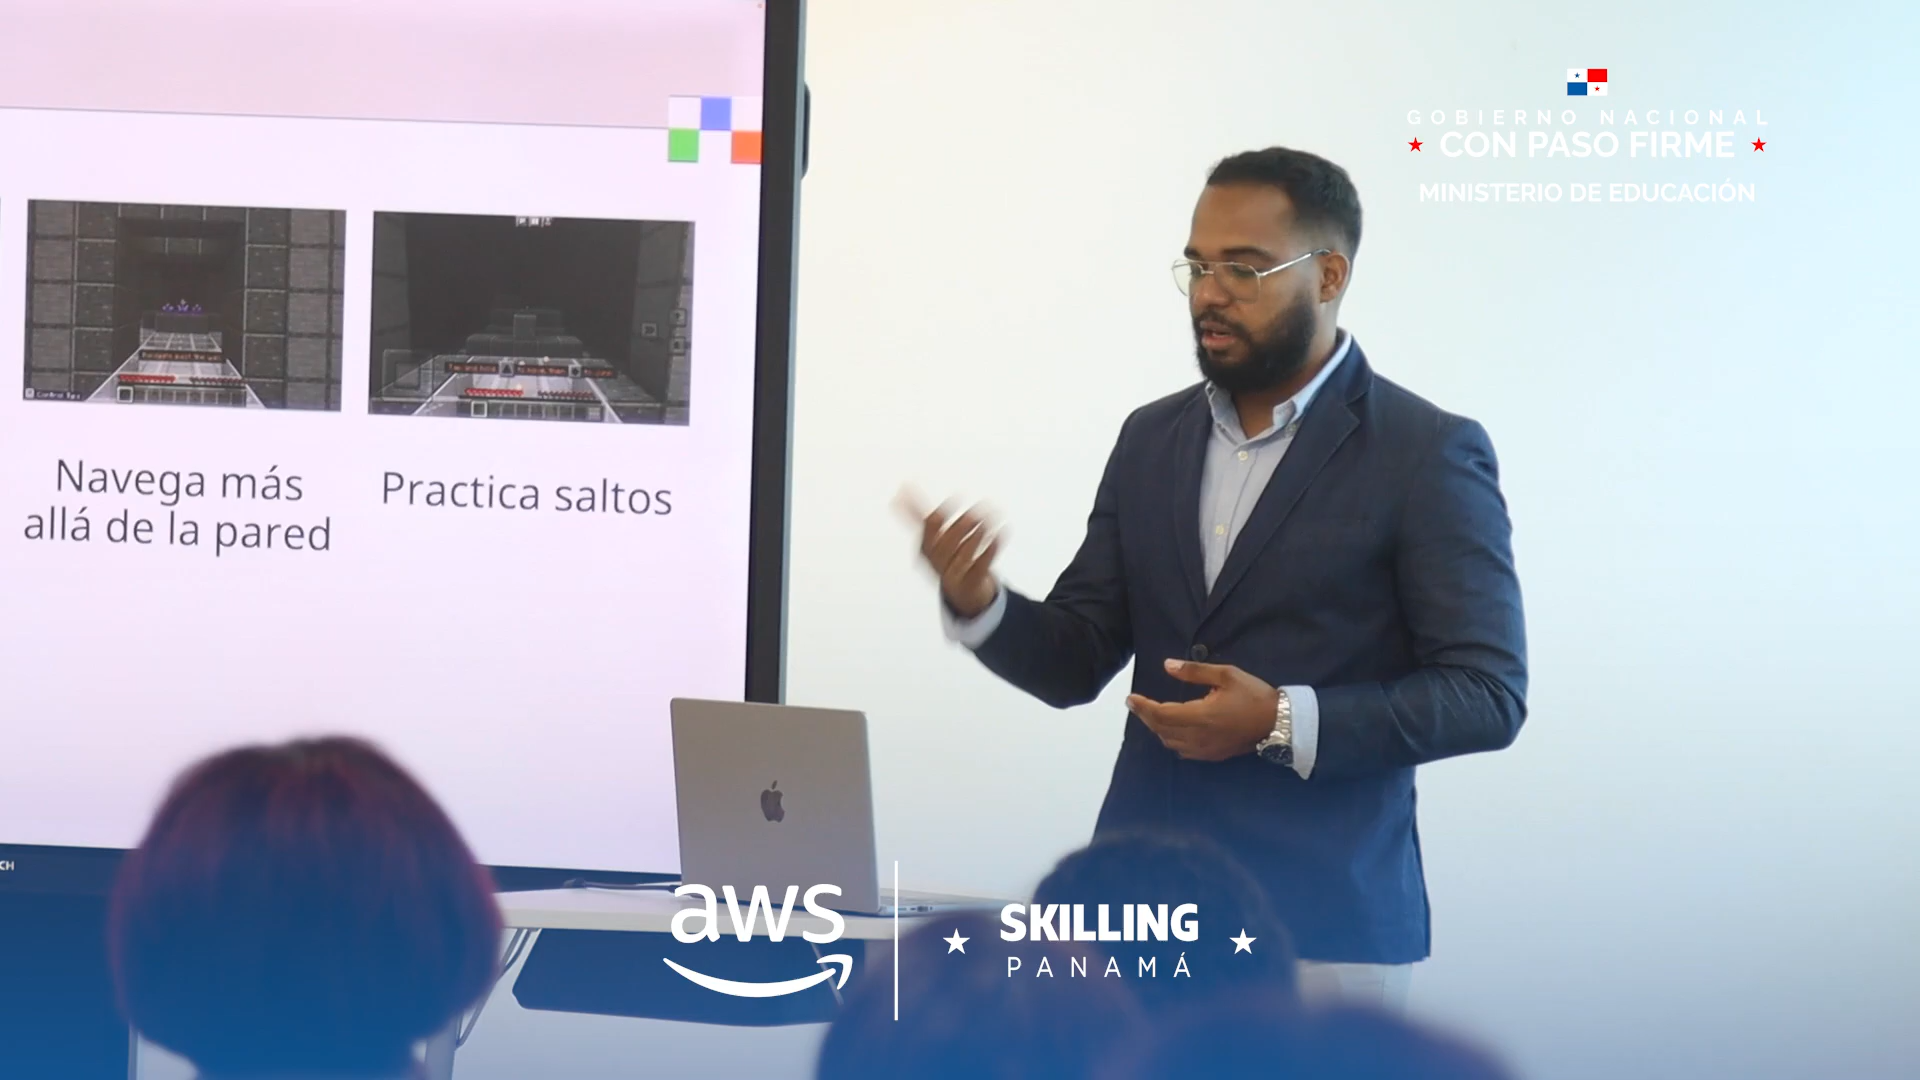 GOBIERNO NACIONAL
CON PASO FIRME
MINISTERIO DE EDUCACIÓN
Navega más
allá de la pared
Practica saltos
CH
aws
SKILLING
PANAMÁ